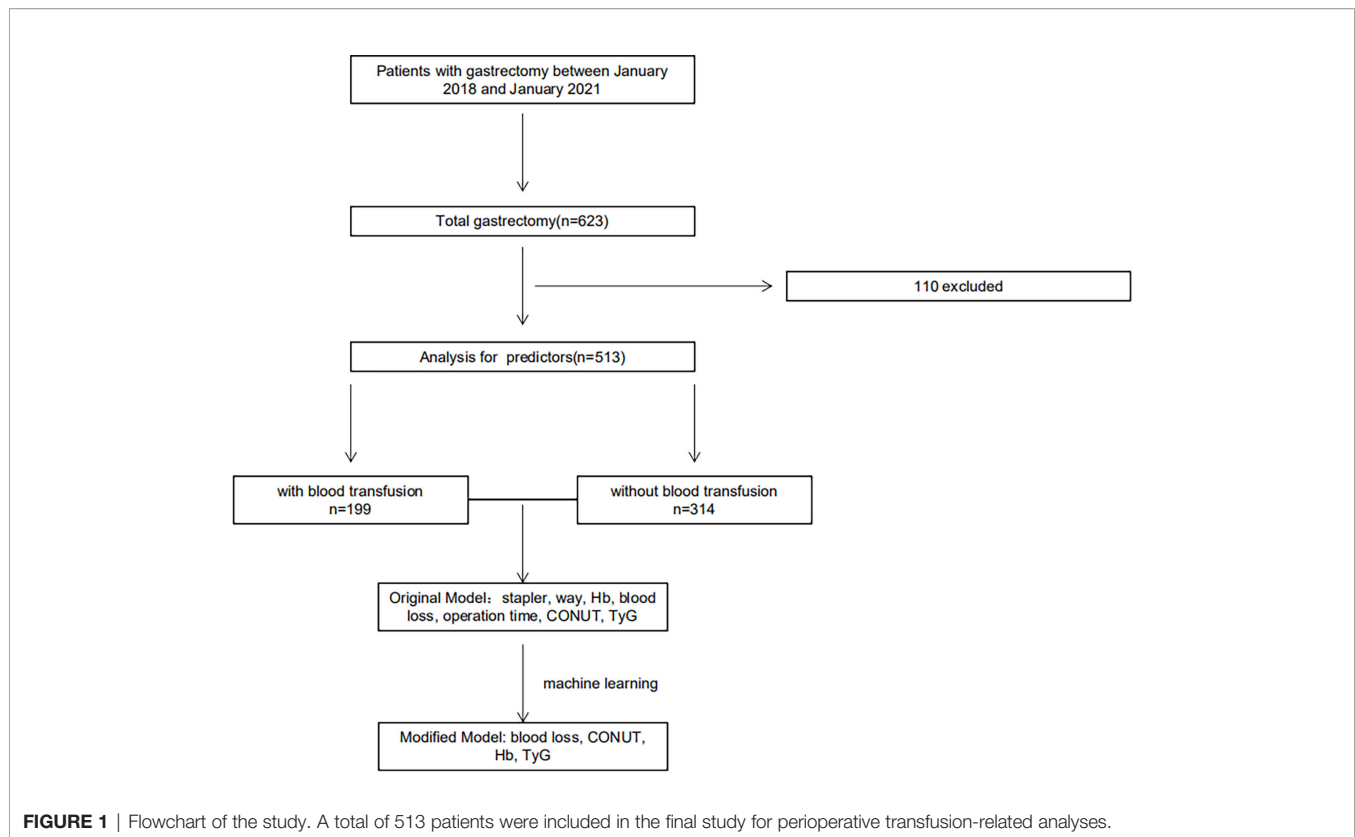 Patients with gastrectomy between January
2018 and January 2021
Total gastrectomy(n=623)
110 excluded
Analysis for predictors(n=513)
with blood transfusion
n=199
without blood transfusion
n=314
Original Model：stapler, way, Hb, blood
loss, operation time, CONUT, TyG
machine learning
Modified Model: blood loss, CONUT,
Hb, TyG
FIGURE 1 | Flowchart of the study. A total of 513 patients were included in the final study for perioperative transfusion-related analyses.